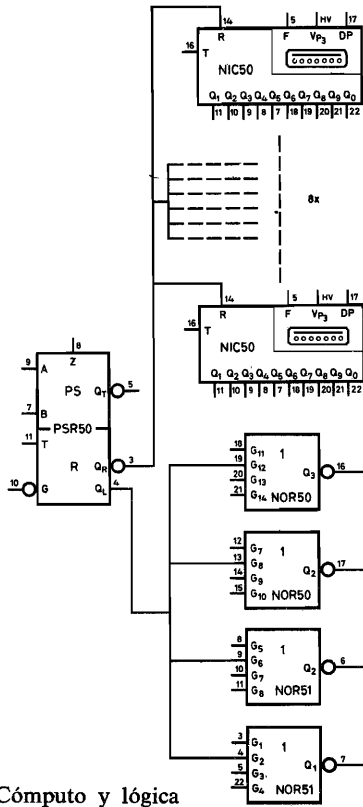 14 5 HV 17
16 R F VP3 DP
T NIC50
Q1 Q2 Q3 Q4 Q5 Q6 Q7 Q8 Q9 Q0
11 10 9 8 7 18 19 20 21 22
8x
14 5 HV 17
16 R F VP3 DP
T NIC50
Q1 Q2 Q3 Q4 Q5 Q6 Q7 Q8 Q9 Q0
11 10 9 8 7 18 19 20 21 22
8
9 A Z
PS QT 5
7 B
PSR50
11 T
R QR 3
10 G QL 4
18 G11 1
19 G12 Q3 16
20 G13
21 G14 NOR50
12 G7 1
13 G8 Q2 17
14 G9
15 G10 NOR50
8 G5 1
9 G6 Q2 6
10 G7
11 G8 NOR51
3 G1 1
4 G2 Q1 7
5 G3
22 G4 NOR51
Cómputo y lógica